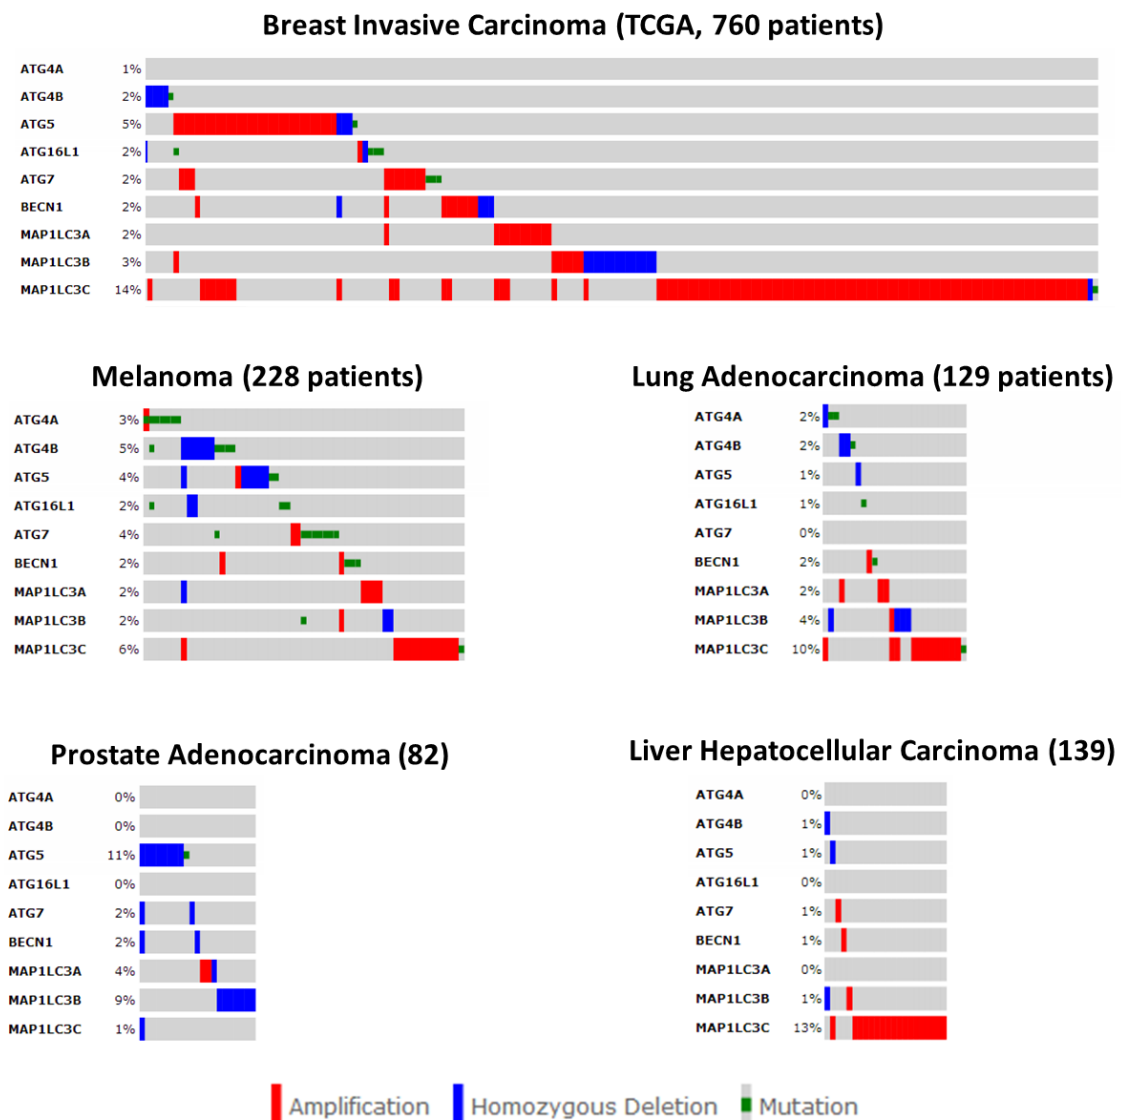 Breast Invasive Carcinoma (TCGA, 760 patients)
ATG4A 1%
ATG4B 2%
ATG5 5%
ATG16L1 2%
ATG7 2%
BECN1 2%
MAP1LC3A 2%
MAP1LC3B 3%
MAP1LC3C 14%
Melanoma (228 patients)
ATG4A 3%
ATG4B 5%
ATG5 4%
ATG16L1 2%
ATG7 4%
BECN1 2%
MAP1LC3A 2%
MAP1LC3B 2%
MAP1LC3C 6%
Lung Adenocarcinoma (129 patients)
ATG4A 2%
ATG4B 2%
ATG5 1%
ATG16L1 1%
ATG7 0%
BECN1 2%
MAP1LC3A 2%
MAP1LC3B 4%
MAP1LC3C 10%
Prostate Adenocarcinoma (82)
ATG4A 0%
ATG4B 0%
ATG5 11%
ATG16L1 0%
ATG7 2%
BECN1 2%
MAP1LC3A 4%
MAP1LC3B 9%
MAP1LC3C 1%
Liver Hepatocellular Carcinoma (139)
ATG4A 0%
ATG4B 1%
ATG5 1%
ATG16L1 0%
ATG7 1%
BECN1 1%
MAP1LC3A 0%
MAP1LC3B 1%
MAP1LC3C 13%
Amplification Homozygous Deletion Mutation